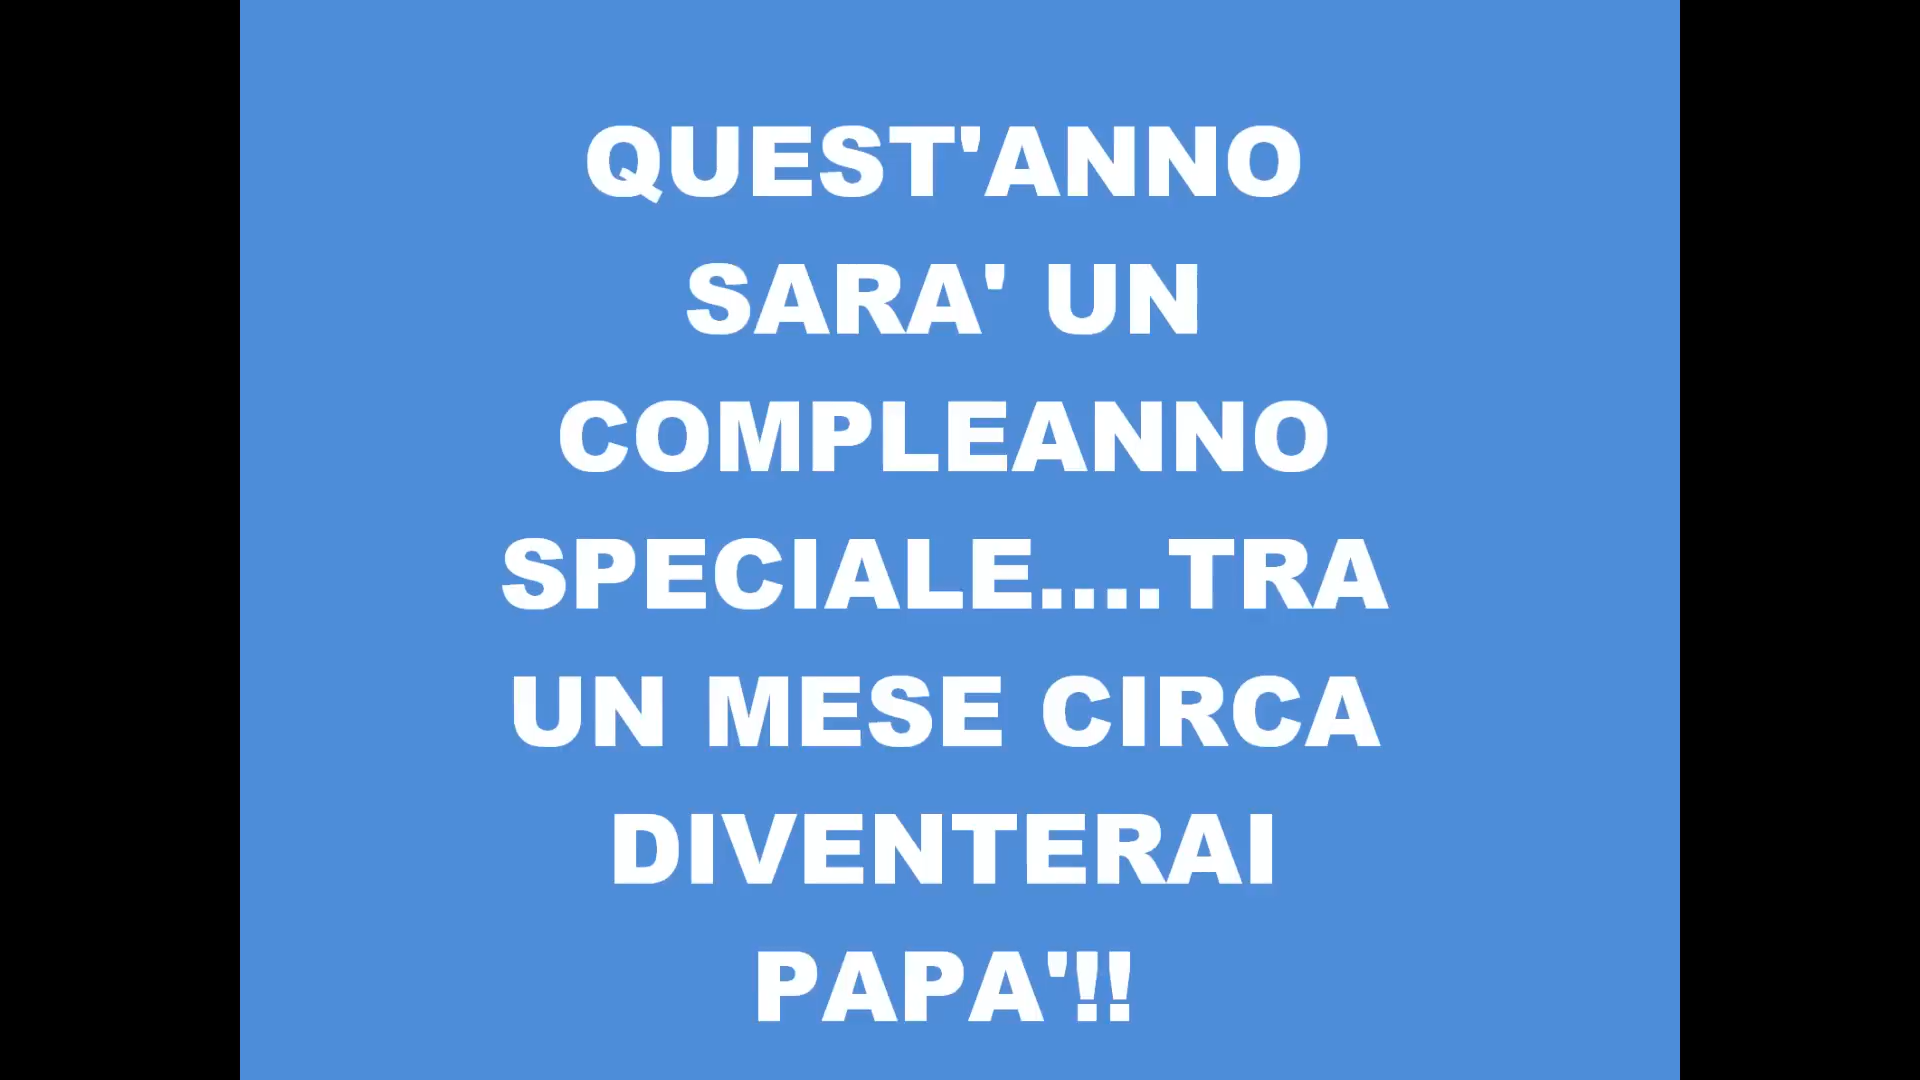 QUEST'ANNO
SARA' UN
COMPLEANNO
SPECIALE....TRA
UN MESE CIRCA
DIVENTERAI
PAPA'!!